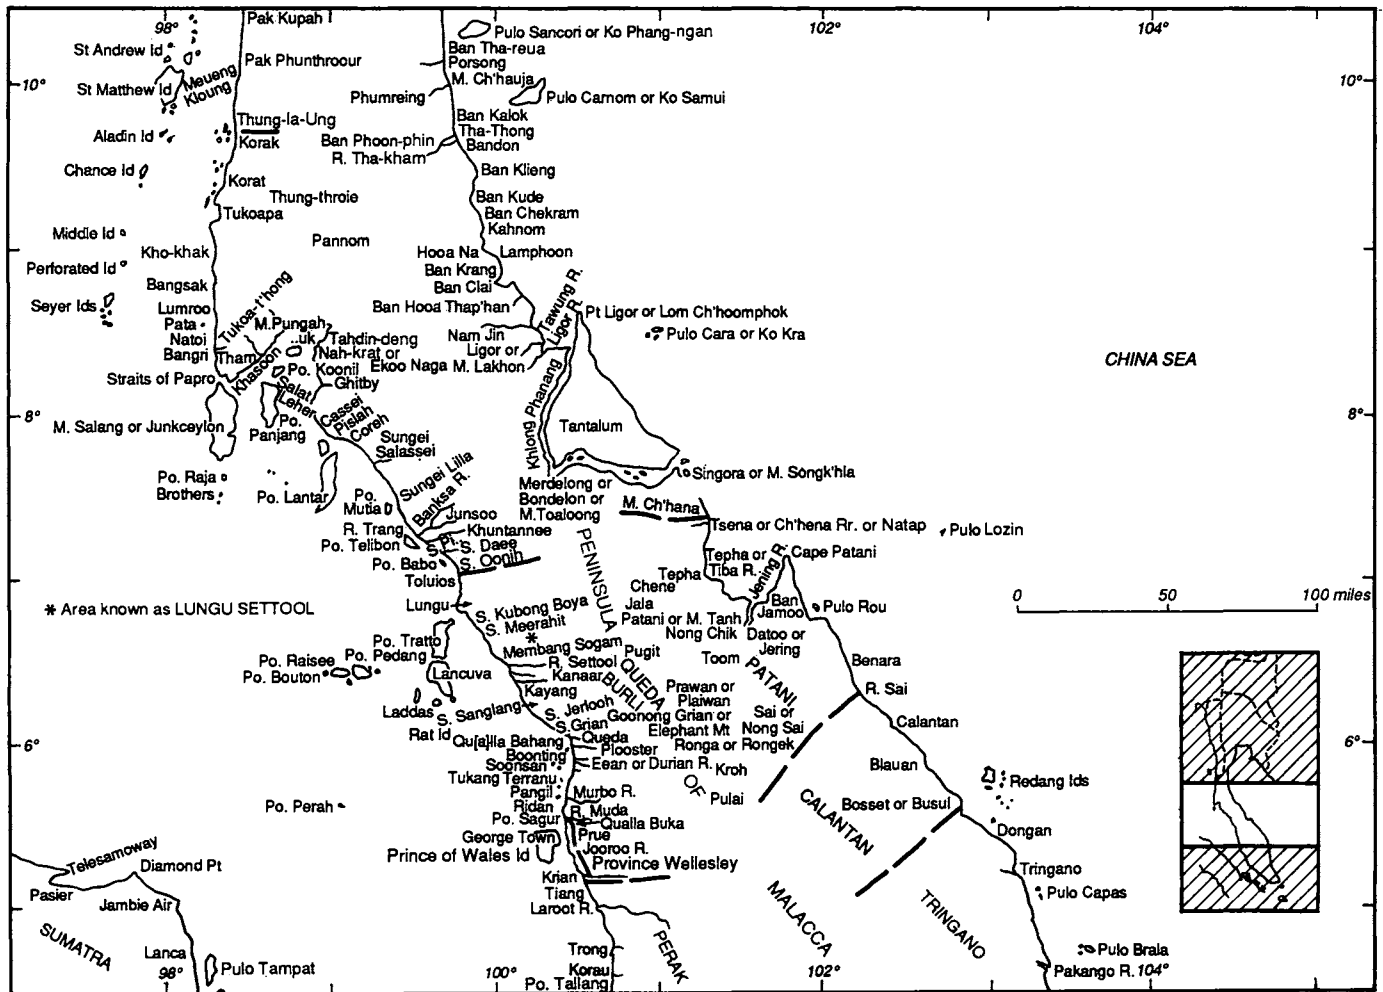 98°
102°
104°
Pak Kupah
Pulo Sancori or Ko Phang-ngan
St Andrew Id
Ban Tha-reua
Pak Phunthroour
Porsong
Meueng
Kloung
M. Ch'hauja
10°
10°
St Matthew Id
Phumreing
Pulo Carnom or Ko Samui
Thung-la-Ung
Ban Kalok
Aladin Id
Korak
Tha-Thong
Ban Phoon-phin
Bandon
R. Tha-kham
Chance Id
Ban Klieng
Korat
Thung-throie
Ban Kude
Tukoapa
Ban Chekram
Kahnom
Middle Id
Pannom
Kho-khak
Hooa Na
Lamphoon
Perforated Id
Ban Krang
Bangsak
Ban Clai
Seyer Ids
Lumroo
Tukoa-t'hong
Ban Hooa Thap'han
Tawung R.
Ligor R.
Pt Ligor or Lom Ch'hoomphok
Pata
M.Pungah
Natoi
..uk
Tahdin-deng
Nam Jin
Pulo Cara or Ko Kra
Bangri
Tham
Nah-krat or
Ligor or
Khasoon
Po. Koonil
Ekoo Naga
M. Lakhon
CHINA SEA
Straits of Papro
Salat
Leher
Ghitby
Khlong Phanang
8°
8°
M. Salang or Junkceylon
Po.
Panjang
Cassei
Pislah
Coreh
Tantalum
Sungei
Salassei
Po. Raja
Brothers
Po. Lantar
Sungei Lilla
Singora or M. Songk'hla
Po.
Mutia
Banksa R.
Merdelong or
Bondelon or
M.Toaloong
M. Ch'hana
Junsoo
R. Trang
Khuntannee
Tsena or Ch'hena Rr. or Natap
Pulo Lozin
Po. Telibon
S. Pi..
S. Daee
Po. Babo
S. Oonih
PENINSULA
Tepha or
Tiba R.
Jening R.
Cape Patani
Toluios
Tepha
Chene
Lungu
S. Kubong Boya
Jala
Ban
Jamoo
Pulo Rou
0
50
100 miles
* Area known as LUNGU SETTOOL
S. Meerahit
*
Patani or M. Tanh
Nong Chik
Datoo or
Jering
Po. Tratto
Membang Sogam
Pugit
Toom
Po. Raisee
Po. Pedang
R. Settool
QUEDA
PATANI
Benara
Po. Bouton
Lancuva
Kanaar
BURLI
Kayang
Prawan or
Plaiwan
R. Sai
Laddas
S. Sanglang
S. Jerlooh
Goonong Grian or
Elephant Mt
Sai or
Nong Sai
Calantan
Rat Id
S. Grian
6°
6°
Qu[a]lla Bahang
Queda
Ronga or Rongek
Boonting
Plooster
Soonsan
Eean or Durian R.
Kroh
Blauan
Redang Ids
Tukang Terranu
OF
Pangil
Murbo R.
Pulai
CALANTAN
Bosset or Busul
Po. Perah
Ridan
R. Muda
Po. Sagur
Qualla Buka
Dongan
George Town
Prue
Prince of Wales Id
Jooroo R.
Province Wellesley
Telesamoway
Diamond Pt
Tringano
Krian
Pasier
Tiang
MALACCA
TRINGANO
Pulo Capas
Jambie Air
Laroot R.
SUMATRA
PERAK
Lanca
Trong
Pulo Brala
98°
Pulo Tampat
100°
Korau
102°
Pakango R.
104°
Po. Tallang